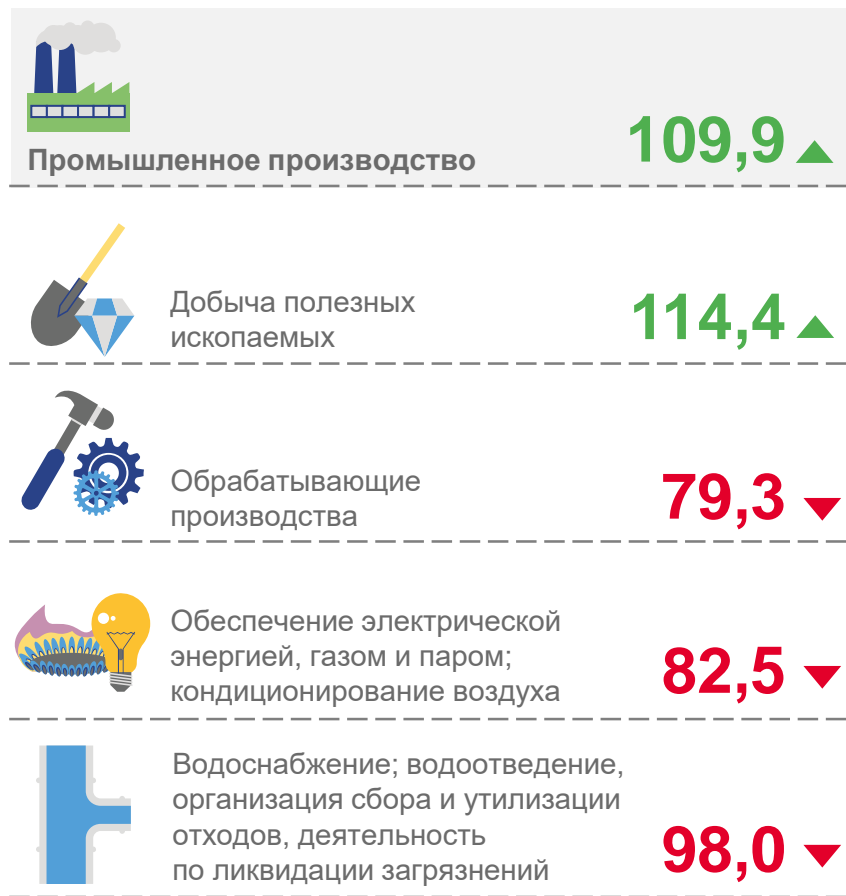 Промышленное производство
109,9
Добыча полезных
ископаемых
114,4
Обрабатывающие
производства
79,3
Обеспечение электрической
энергией, газом и паром;
кондиционирование воздуха
82,5
Водоснабжение; водоотведение,
организация сбора и утилизации
отходов, деятельность
по ликвидации загрязнений
98,0